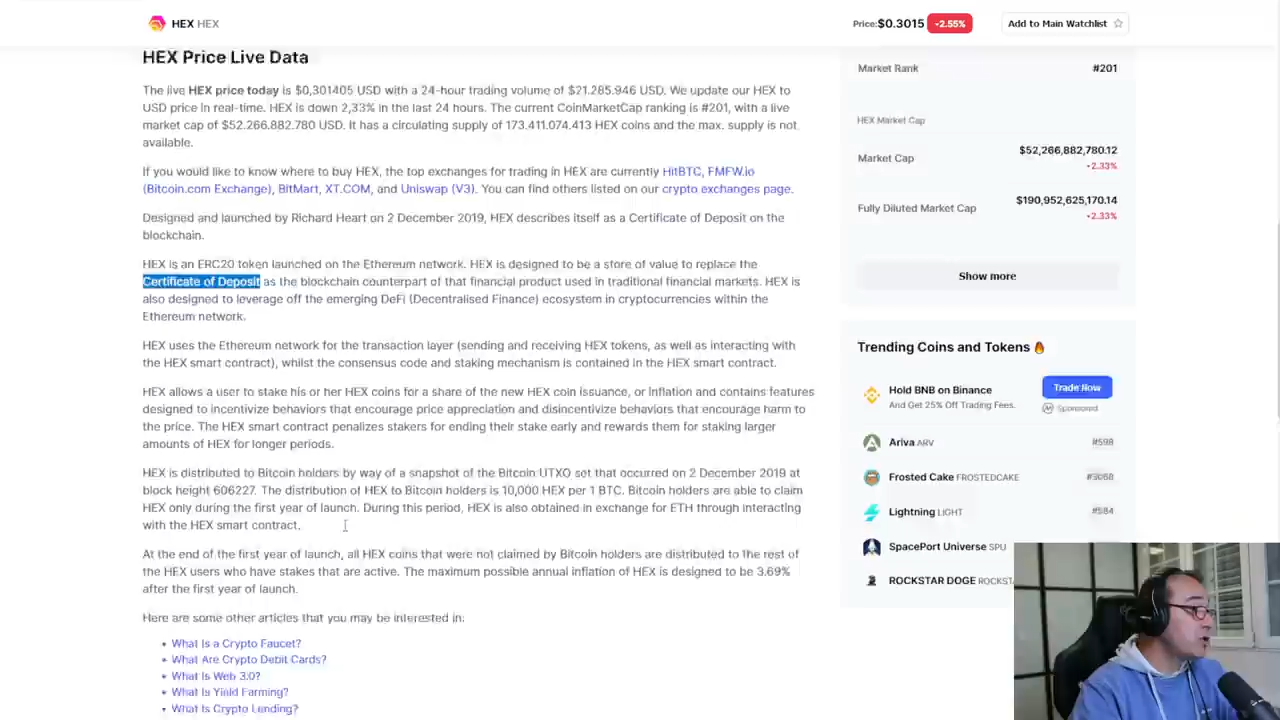 HEX HEX
Price:$0.3015 -2.55% Add to Main Watchlist
HEX Price Live Data
The live HEX price today is $0,301405 USD with a 24-hour trading volume of $21.285.946 USD. We update our HEX to
USD price in real-time. HEX is down 2,33% in the last 24 hours. The current CoinMarketCap ranking is #201, with a live
market cap of $52.266.882.780 USD. It has a circulating supply of 173.411.074.413 HEX coins and the max. supply is not
available.
If you would like to know where to buy HEX, the top exchanges for trading in HEX are currently HitBTC, FMFW.io
(Bitcoin.com Exchange), BitMart, XT.COM, and Uniswap (V3). You can find others listed on our crypto exchanges page.
Designed and launched by Richard Heart on 2 December 2019, HEX describes itself as a Certificate of Deposit on the
blockchain.
HEX is an ERC20 token launched on the Ethereum network. HEX is designed to be a store of value to replace the
Certificate of Deposit as the blockchain counterpart of that financial product used in traditional financial markets. HEX is
also designed to leverage off the emerging DeFi (Decentralised Finance) ecosystem in cryptocurrencies within the
Ethereum network.
HEX uses the Ethereum network for the transaction layer (sending and receiving HEX tokens, as well as interacting with
the HEX smart contract), whilst the consensus code and staking mechanism is contained in the HEX smart contract.
HEX allows a user to stake his or her HEX coins for a share of the new HEX coin issuance, or inflation and contains features
designed to incentivize behaviors that encourage price appreciation and disincentivize behaviors that encourage harm to
the price. The HEX smart contract penalizes stakers for ending their stake early and rewards them for staking larger
amounts of HEX for longer periods.
HEX is distributed to Bitcoin holders by way of a snapshot of the Bitcoin UTXO set that occurred on 2 December 2019 at
block height 606227. The distribution of HEX to Bitcoin holders is 10,000 HEX per 1 BTC. Bitcoin holders are able to claim
HEX only during the first year of launch. During this period, HEX is also obtained in exchange for ETH through interacting
with the HEX smart contract.
At the end of the first year of launch, all HEX coins that were not claimed by Bitcoin holders are distributed to the rest of
the HEX users who have stakes that are active. The maximum possible annual inflation of HEX is designed to be 3.69%
after the first year of launch.
Here are some other articles that you may be interested in:
What Is a Crypto Faucet?
What Are Crypto Debit Cards?
What Is Web 3.0?
What Is Yield Farming?
What Is Crypto Lending?
Market Rank #201
HEX Market Cap
Market Cap $52,266,882,780.12
2.33%
Fully Diluted Market Cap $190,952,625,170.14
2.33%
Show more
Trending Coins and Tokens
Hold BNB on Binance Trade Now
And Get 25% Off Trading Fees. Sponsored
Ariva ARV #598
Frosted Cake FROSTEDCAKE #3058
Lightning LIGHT #584
SpacePort Universe SPU
ROCKSTAR DOGE